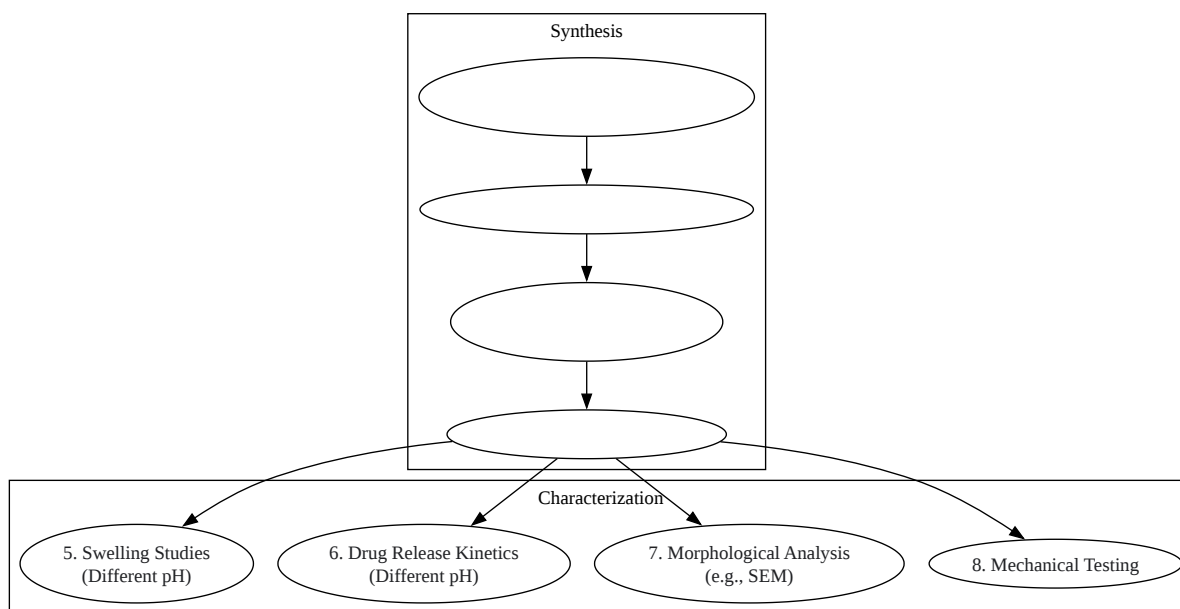 Synthesis
Characterization
5. Swelling Studies
(Different pH)
6. Drug Release Kinetics
(Different pH)
7. Morphological Analysis
(e.g., SEM)
8. Mechanical Testing